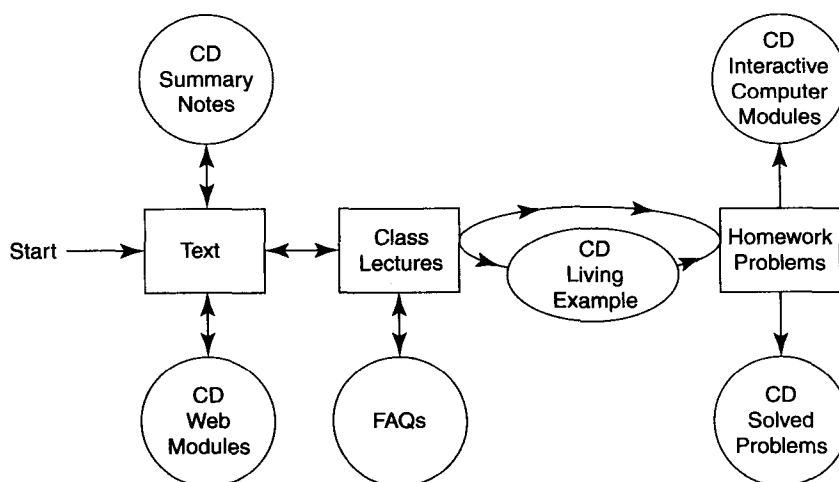 CD
Summary
Notes
CD
Interactive
Computer
Modules
Start
Text
Class
Lectures
CD
Living
Example
Homework
Problems
CD
Web
Modules
FAQs
CD
Solved
Problems